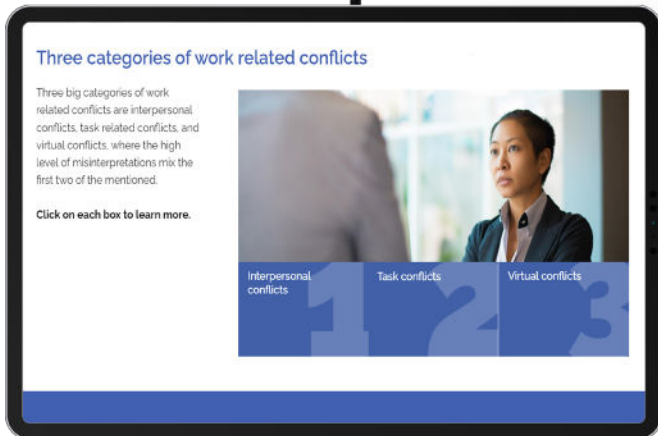 Three categories of work related conflicts
Three big categories of work
related conflicts are interpersonal
conflicts, task related conflicts, and
virtual conflicts, where the high
level of misinterpretations mix the
first two of the mentioned.
Click on each box to learn more.
Interpersonal
conflicts
1
Task conflicts
2
Virtual conflicts
3